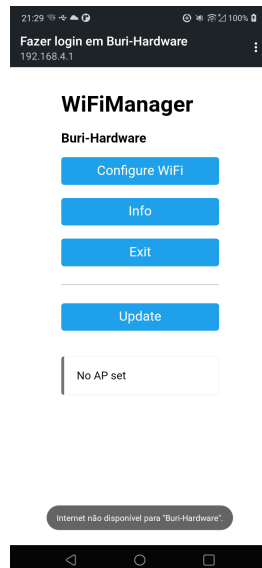 21:29
100%
Fazer login em Buri-Hardware
192.168.4.1
WiFiManager
Buri-Hardware
Configure WiFi
Info
Exit
Update
No AP set
Internet não disponível para "Buri-Hardware".